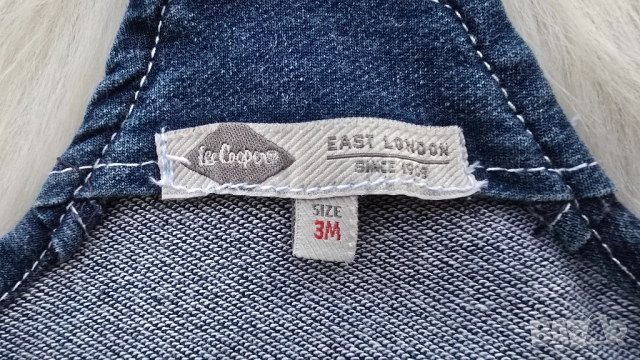 Lee Cooper
EAST LONDON
SINCE 1908
SIZE
3M